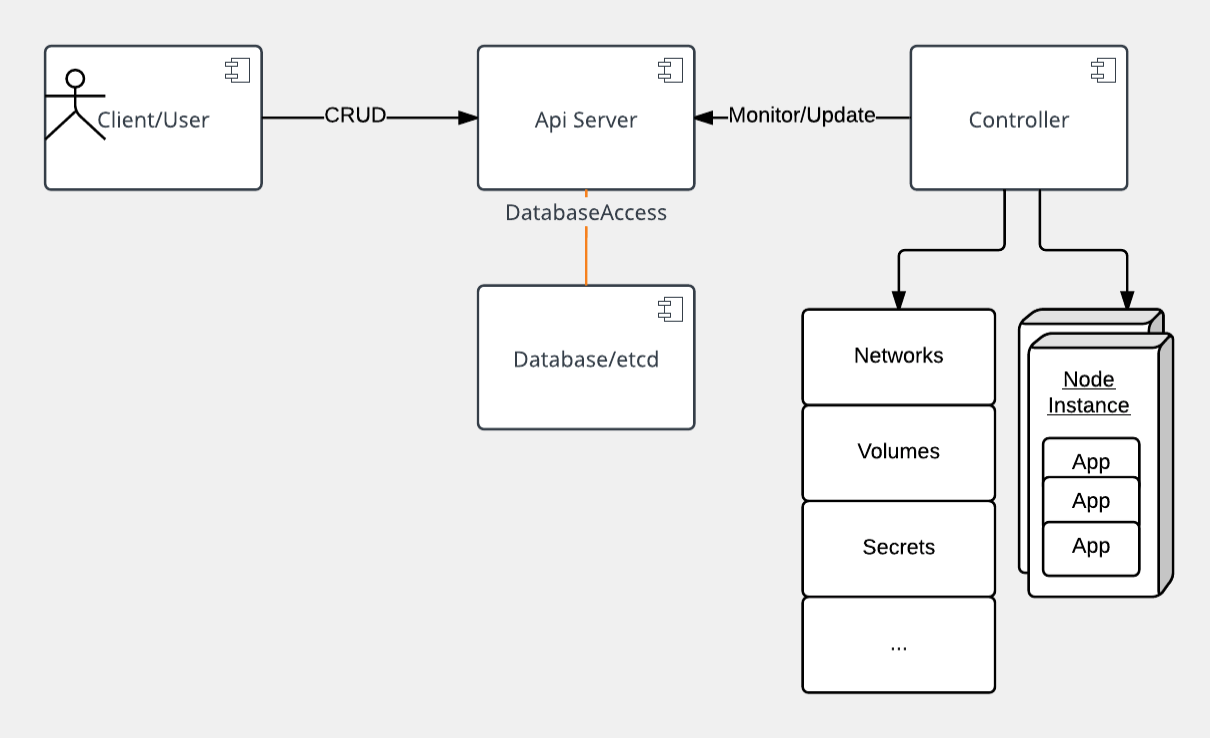 Client/User
CRUD
Api Server
Monitor/Update
Controller
DatabaseAccess
Database/etcd
Networks
Volumes
Secrets
...
Node
Instance
App
App
App